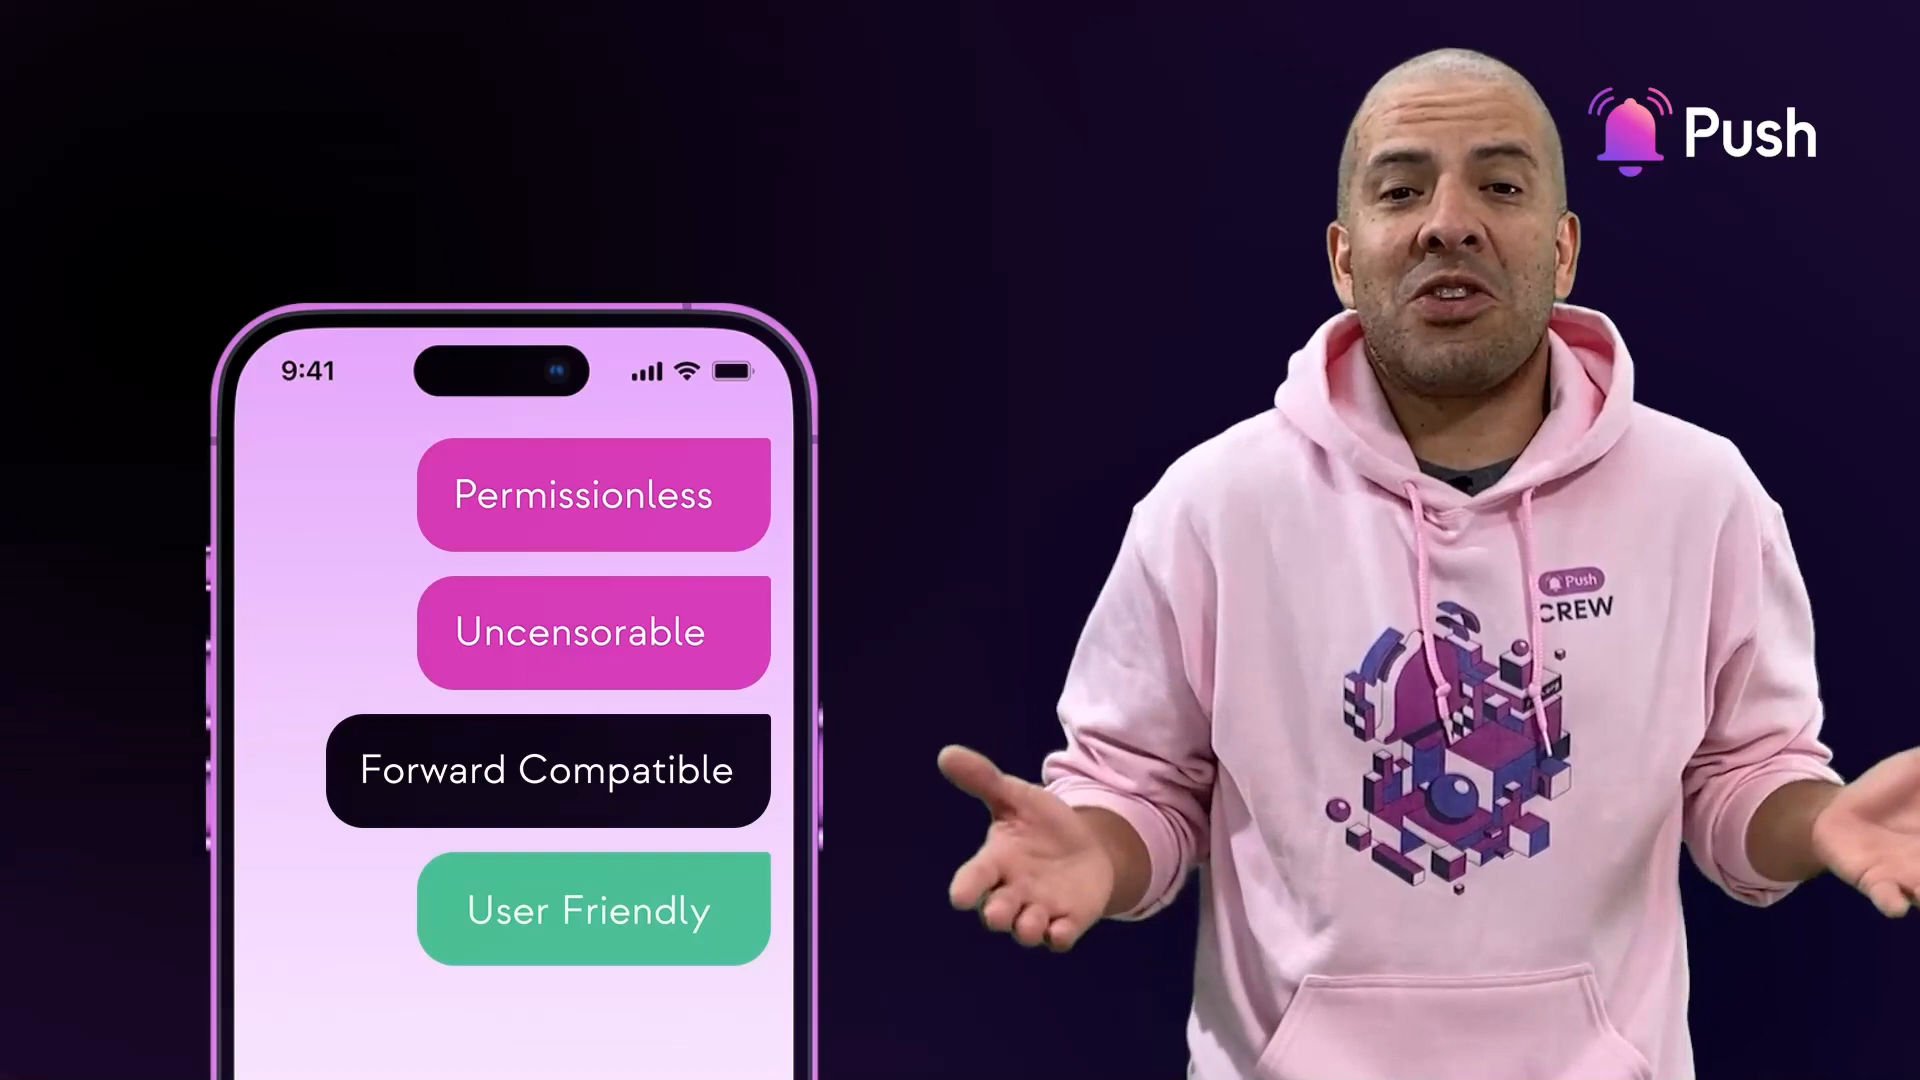 9:41
Permissionless
Uncensorable
Forward Compatible
User Friendly
Push
Push
CREW